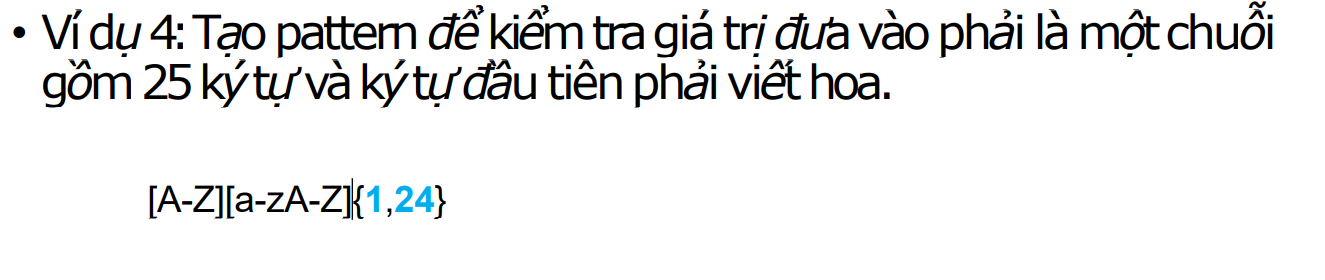 • Ví dụ 4: Tạo pattern để kiểm tra giá trị đưa vào phải là một chuỗi
gồm 25 ký tự và ký tự đầu tiên phải viết hoa.
[A-Z][a-zA-Z]{1,24}